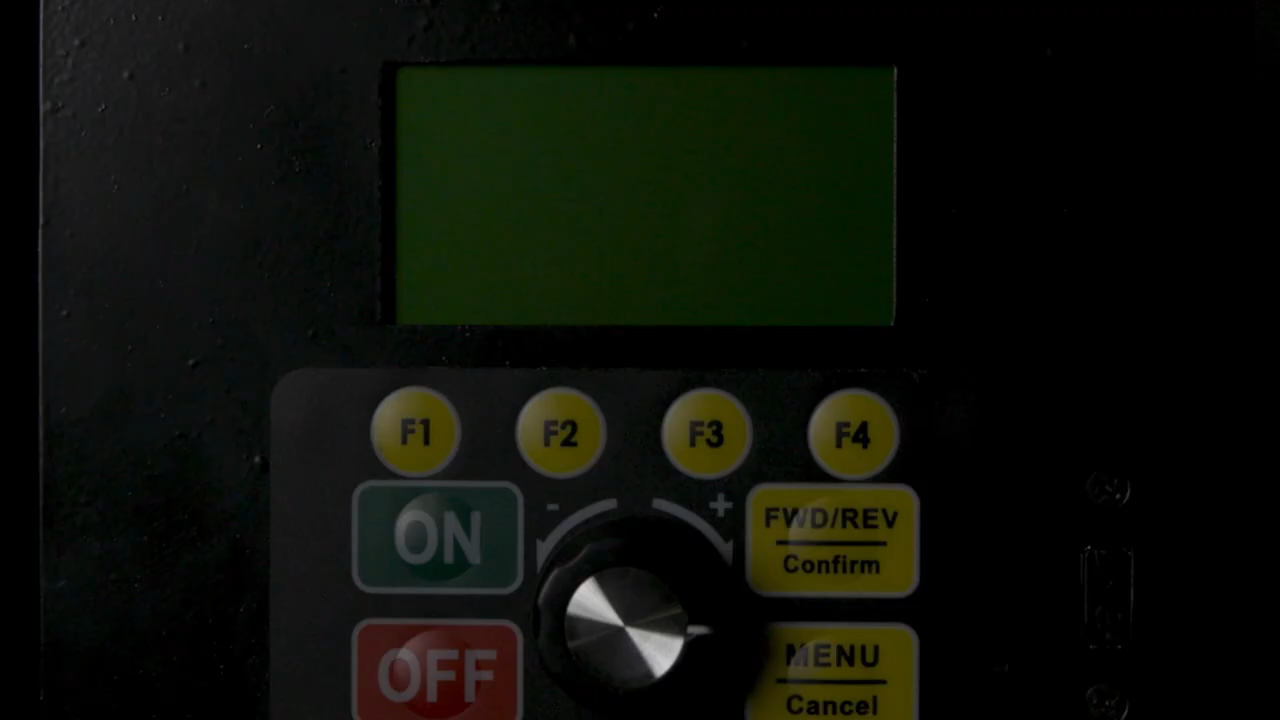 F1 F2 F3 F4
ON
- +
FWD/REV
Confirm
OFF
MENU
Cancel